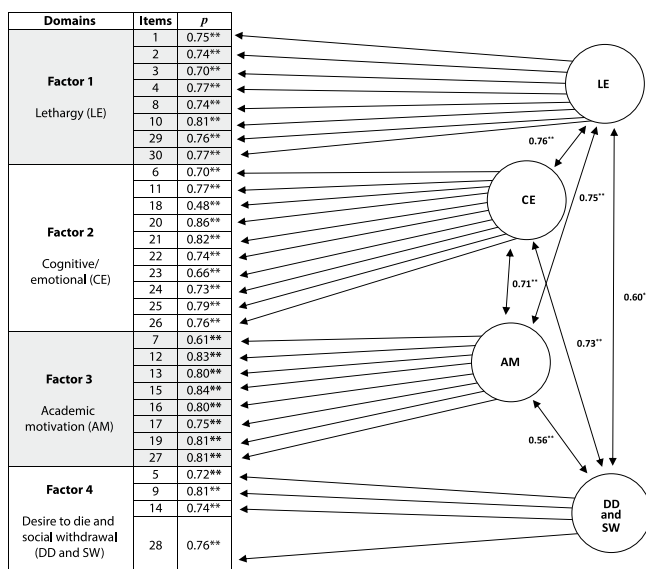 Domains Items p
Factor 1
Lethargy (LE)
1 0.75**
2 0.74**
3 0.70**
4 0.77**
8 0.74**
10 0.81**
29 0.76**
30 0.77**
Factor 2
Cognitive/
emotional (CE)
6 0.70**
11 0.77**
18 0.48**
20 0.86**
21 0.82**
22 0.74**
23 0.66**
24 0.73**
25 0.79**
26 0.76**
Factor 3
Academic
motivation (AM)
7 0.61**
12 0.83**
13 0.80**
15 0.84**
16 0.80**
17 0.75**
19 0.81**
27 0.81**
Factor 4
Desire to die and
social withdrawal
(DD and SW)
5 0.72**
9 0.81**
14 0.74**
28 0.76**
LE
0.76**
CE
0.75**
0.71**
0.60*
0.73**
AM
0.56**
DD
and
SW